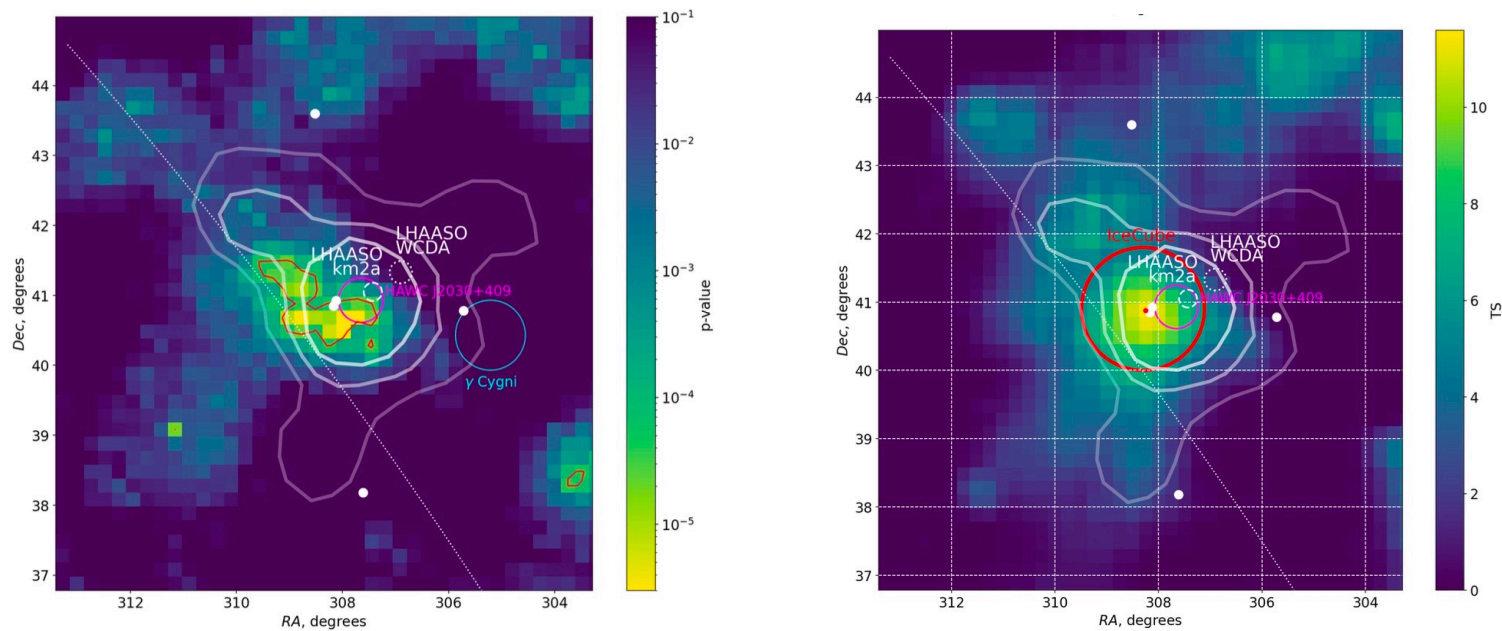 10⁻¹
44
43
10⁻²
42
LHAASO
WCDA
LHAASO
km2a
10⁻³
41
HAWC J2030+409
Dec, degrees
p-value
40
γ Cygni
10⁻⁴
39
38
10⁻⁵
37
312
310
308
306
304
RA, degrees
44
10
43
42
8
IceCube
LHAASO
WCDA
LHAASO
km2a
41
HAWC J2030+409
6
Dec, degrees
TS
40
4
39
38
2
37
0
312
310
308
306
304
RA, degrees